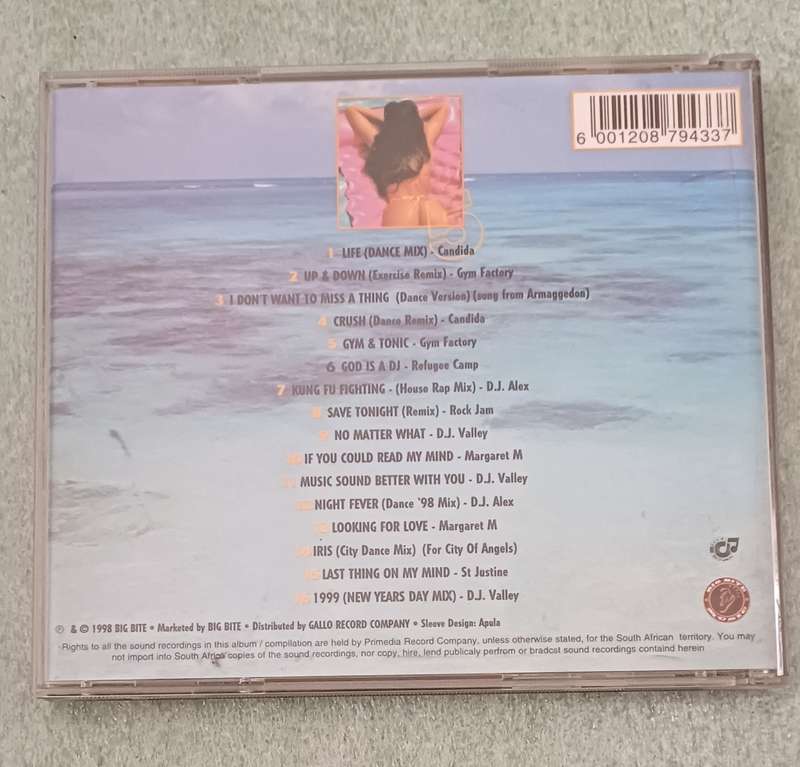 6 001208 794337
1 LIFE (DANCE MIX) - Candida
2 UP & DOWN (Exercise Remix) - Gym Factory
3 I DON'T WANT TO MISS A THING (Dance Version) (song from Armaggedon)
4 CRUSH (Dance Remix) - Candida
5 GYM & TONIC - Gym Factory
6 GOD IS A DJ - Refugee Camp
7 KUNG FU FIGHTING - (House Rap Mix) - D.J. Alex
8 SAVE TONIGHT (Remix) - Rock Jam
9 NO MATTER WHAT - D.J. Valley
10 IF YOU COULD READ MY MIND - Margaret M
11 MUSIC SOUND BETTER WITH YOU - D.J. Valley
12 NIGHT FEVER (Dance '98 Mix) - D.J. Alex
13 LOOKING FOR LOVE - Margaret M
14 IRIS (City Dance Mix) (For City Of Angels)
15 LAST THING ON MY MIND - St Justine
16 1999 (NEW YEARS DAY MIX) - D.J. Valley
℗ & © 1998 BIG BITE • Marketed by BIG BITE • Distributed by GALLO RECORD COMPANY • Sleeve Design: Apula
Rights to all the sound recordings in this album / compilation are held by Primedia Record Company, unless otherwise stated, for the South African territory. You may
not import into South Africa copies of the sound recordings, nor copy, hire, lend publicaly perfrom or bradcst sound recordings containd herein
BIG BITE